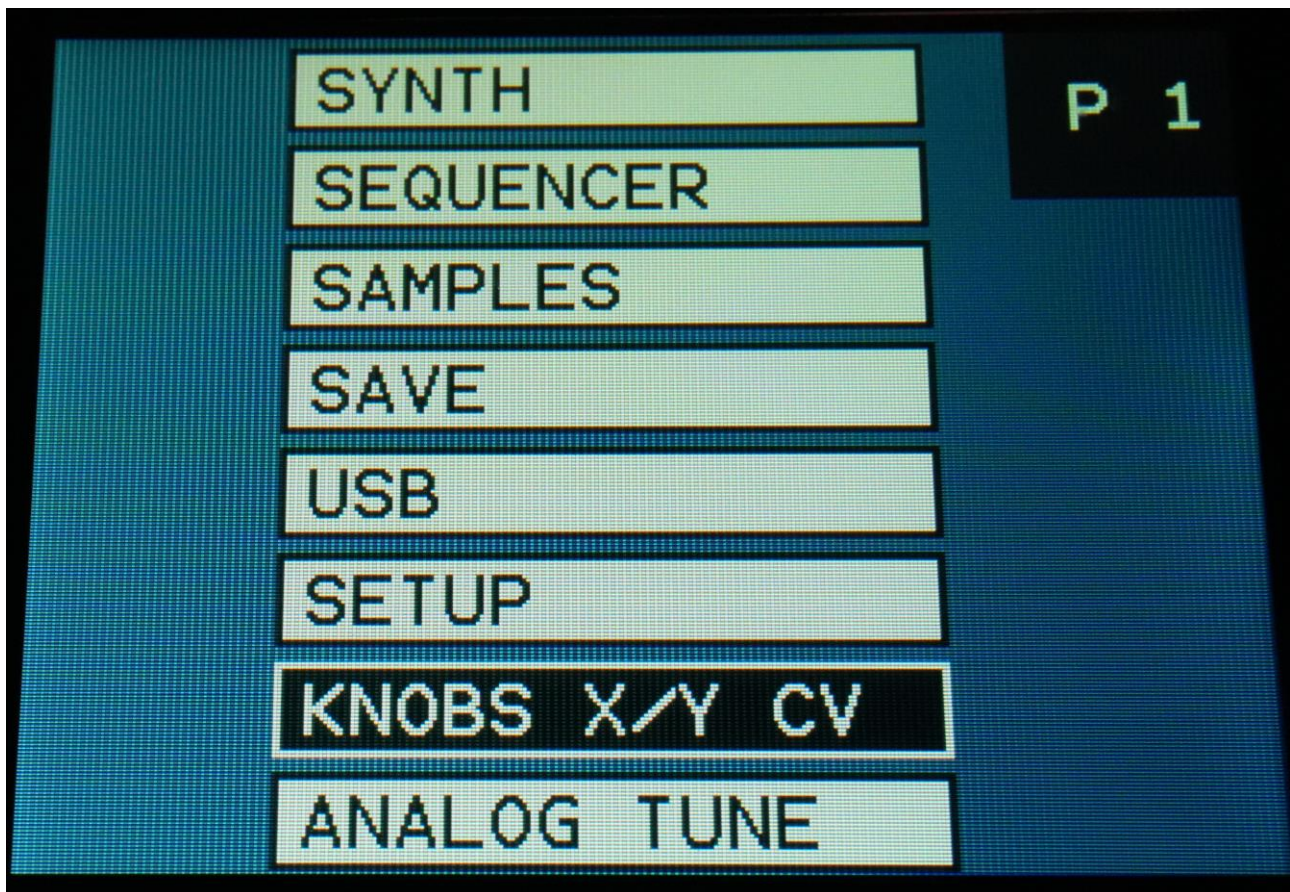 SYNTH
P 1
SEQUENCER
SAMPLES
SAVE
USB
SETUP
KNOBS X/Y CV
ANALOG TUNE